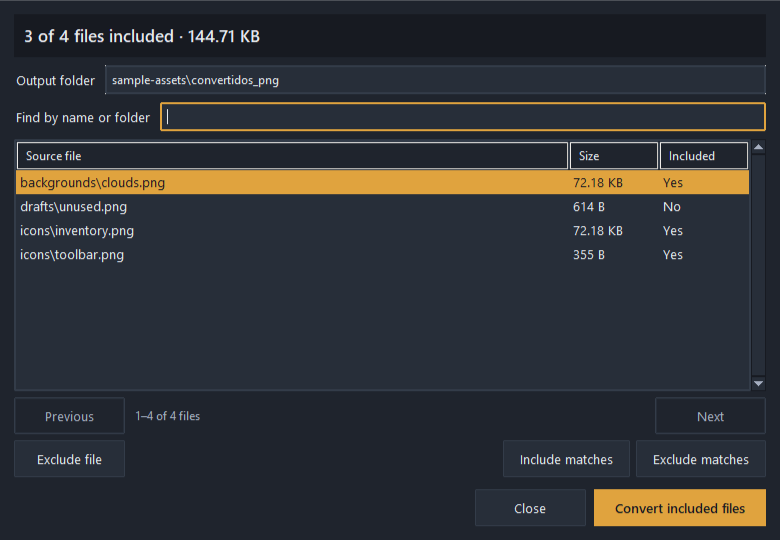 3 of 4 files included · 144.71 KB
Output folder sample-assets\convertidos_png
Find by name or folder
Source file Size Included
backgrounds\clouds.png 72.18 KB Yes
drafts\unused.png 614 B No
icons\inventory.png 72.18 KB Yes
icons\toolbar.png 355 B Yes
Previous 1–4 of 4 files Next
Exclude file Include matches Exclude matches
Close Convert included files